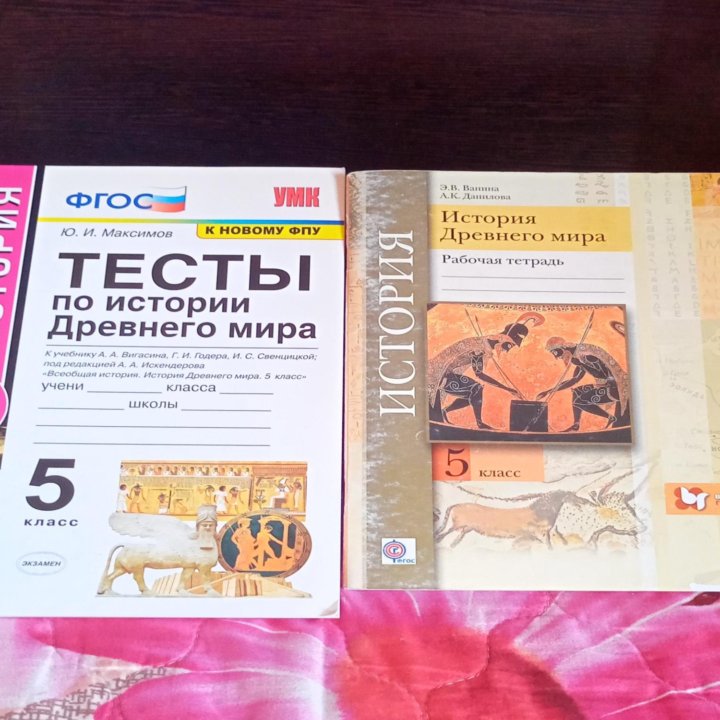 ИСТОРИЯ
ФГОС
УМК
К НОВОМУ ФПУ
Ю. И. Максимов
ТЕСТЫ
по истории
Древнего мира
К учебнику А. А. Вигасина, Г. И. Годера, И. С. Свенцицкой;
под редакцией А. А. Искендерова
«Всеобщая история. История Древнего мира. 5 класс»
учени класса
школы
5
класс
ЭКЗАМЕН
Э.В. Ванина
А.К. Данилова
История
Древнего мира
Рабочая тетрадь
ИСТОРИЯ
5 класс
ФГОС